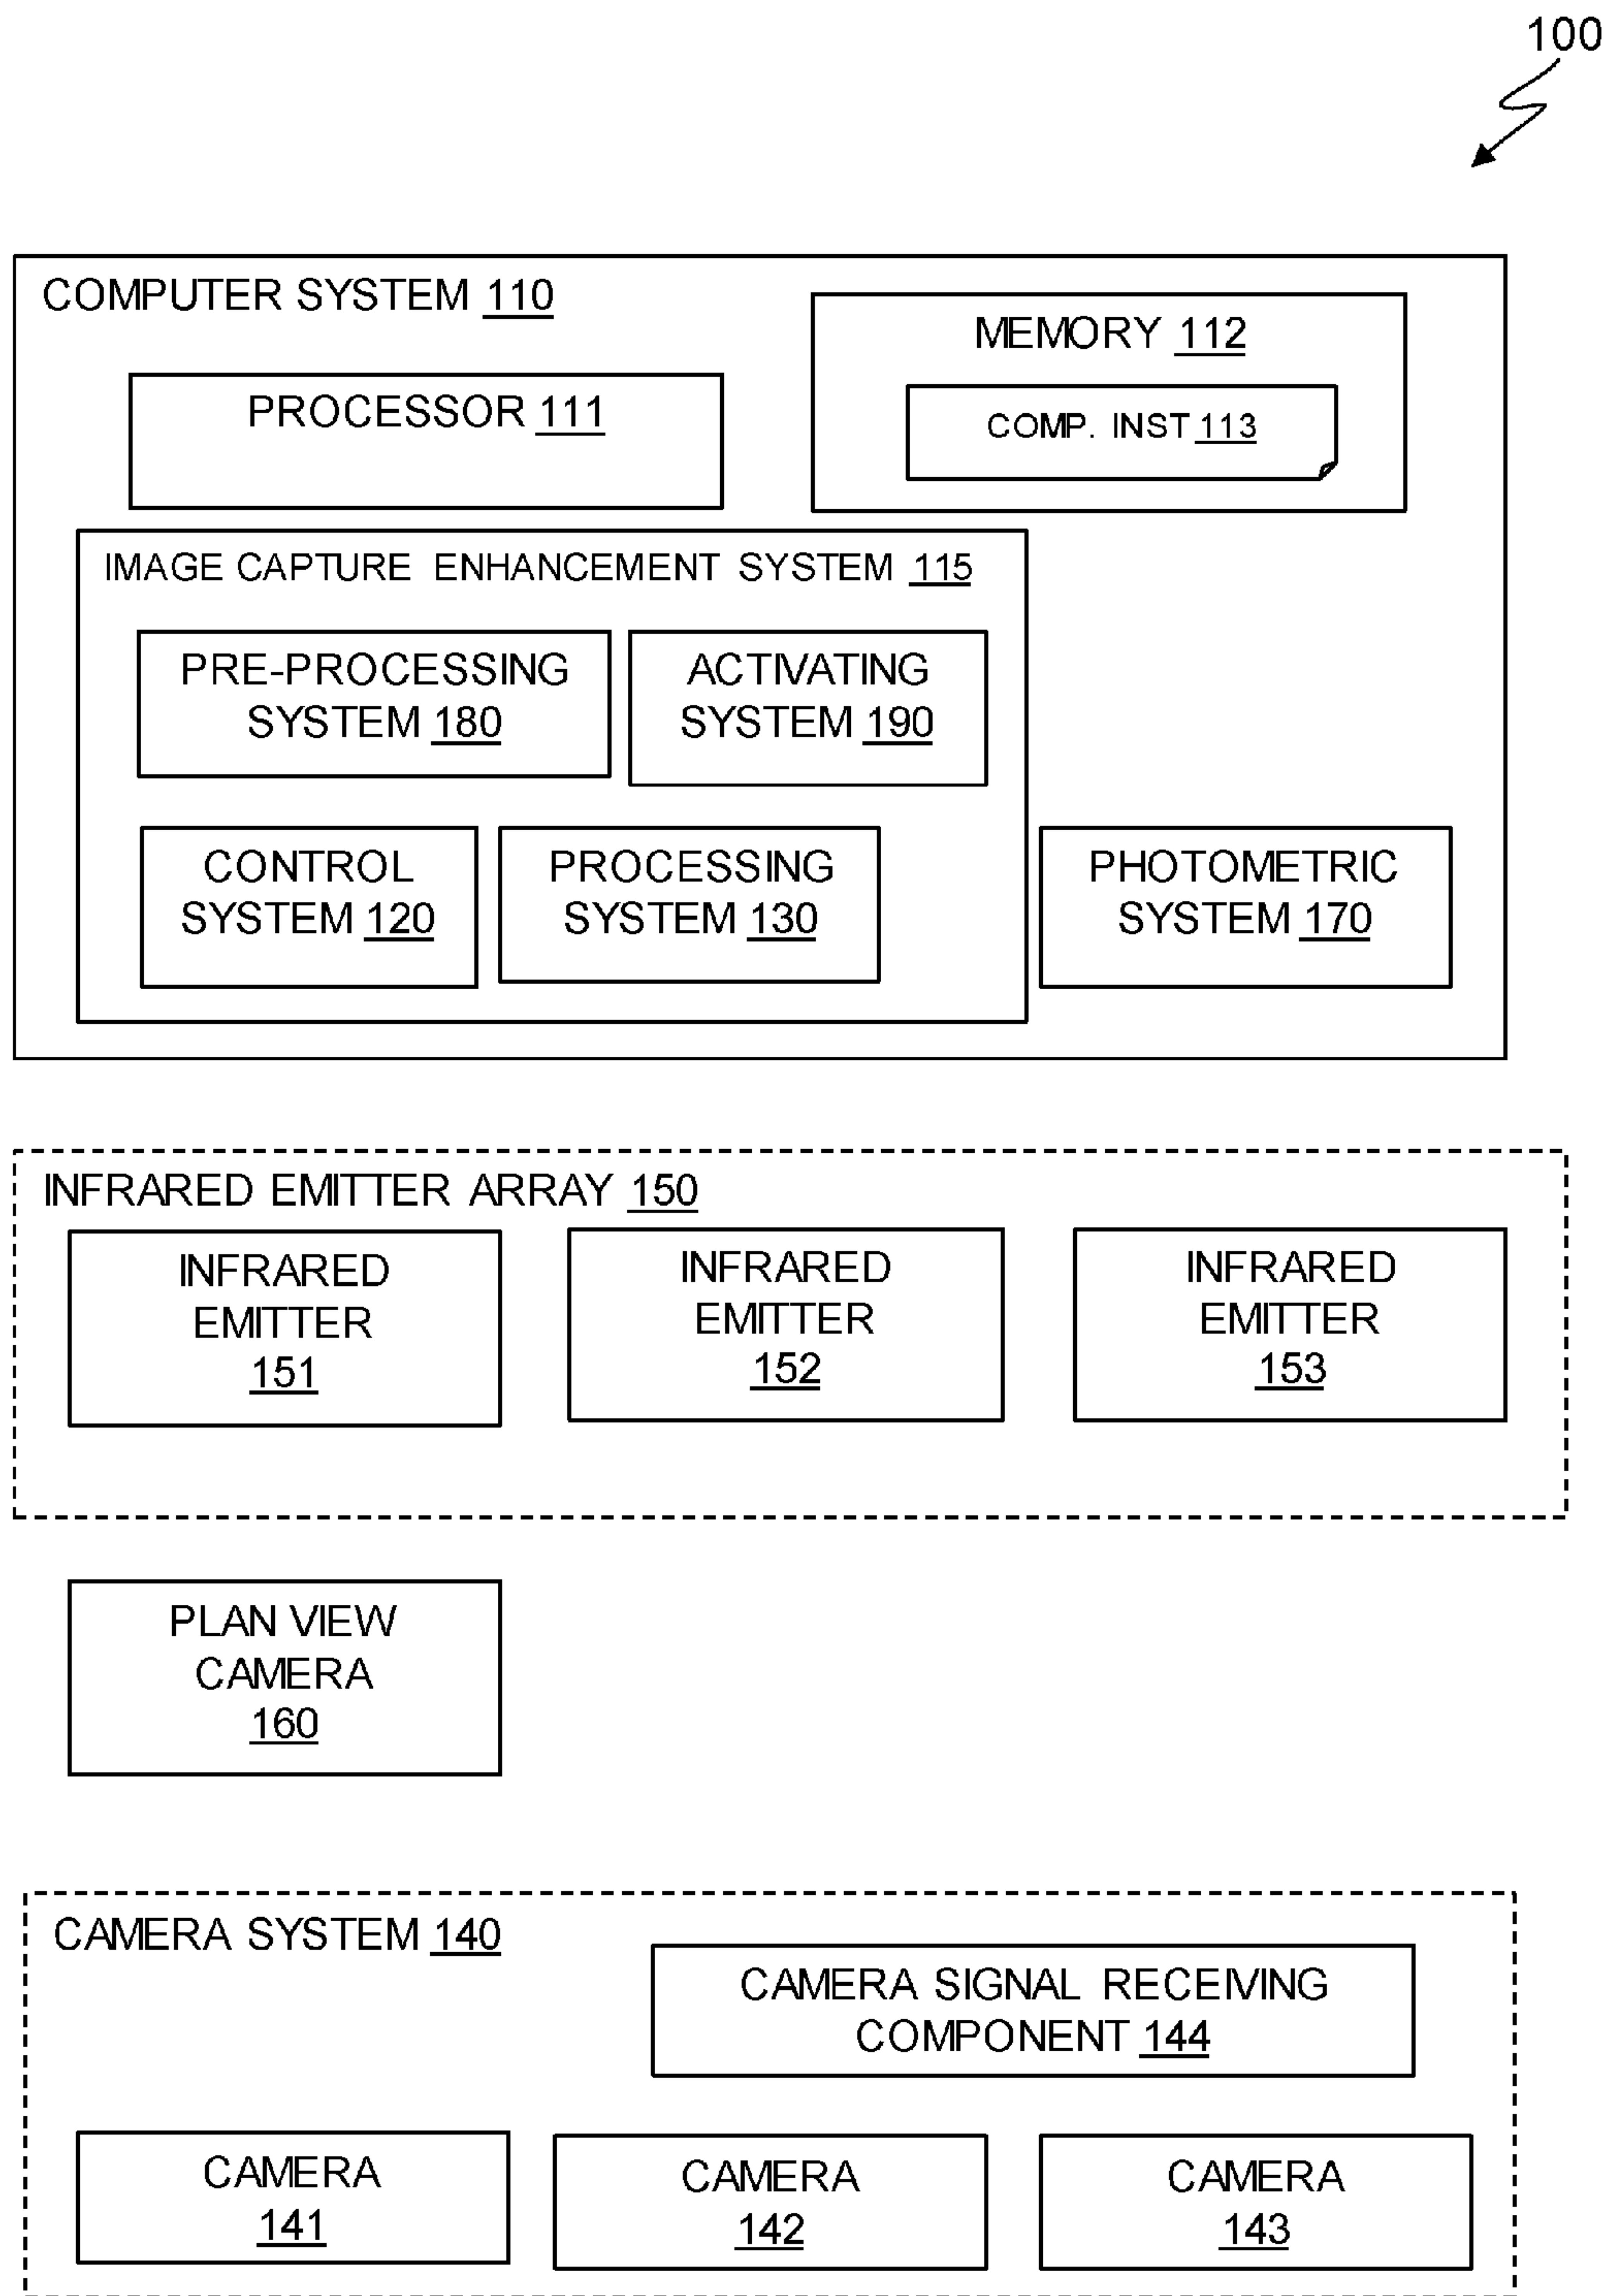 100
COMPUTER SYSTEM 110
MEMORY 112
COMP. INST 113
PROCESSOR 111
IMAGE CAPTURE ENHANCEMENT SYSTEM 115
PRE-PROCESSING
SYSTEM 180
ACTIVATING
SYSTEM 190
CONTROL
SYSTEM 120
PROCESSING
SYSTEM 130
PHOTOMETRIC
SYSTEM 170
INFRARED EMITTER ARRAY 150
INFRARED
EMITTER
151
INFRARED
EMITTER
152
INFRARED
EMITTER
153
PLAN VIEW
CAMERA
160
CAMERA SYSTEM 140
CAMERA SIGNAL RECEIVING
COMPONENT 144
CAMERA
141
CAMERA
142
CAMERA
143